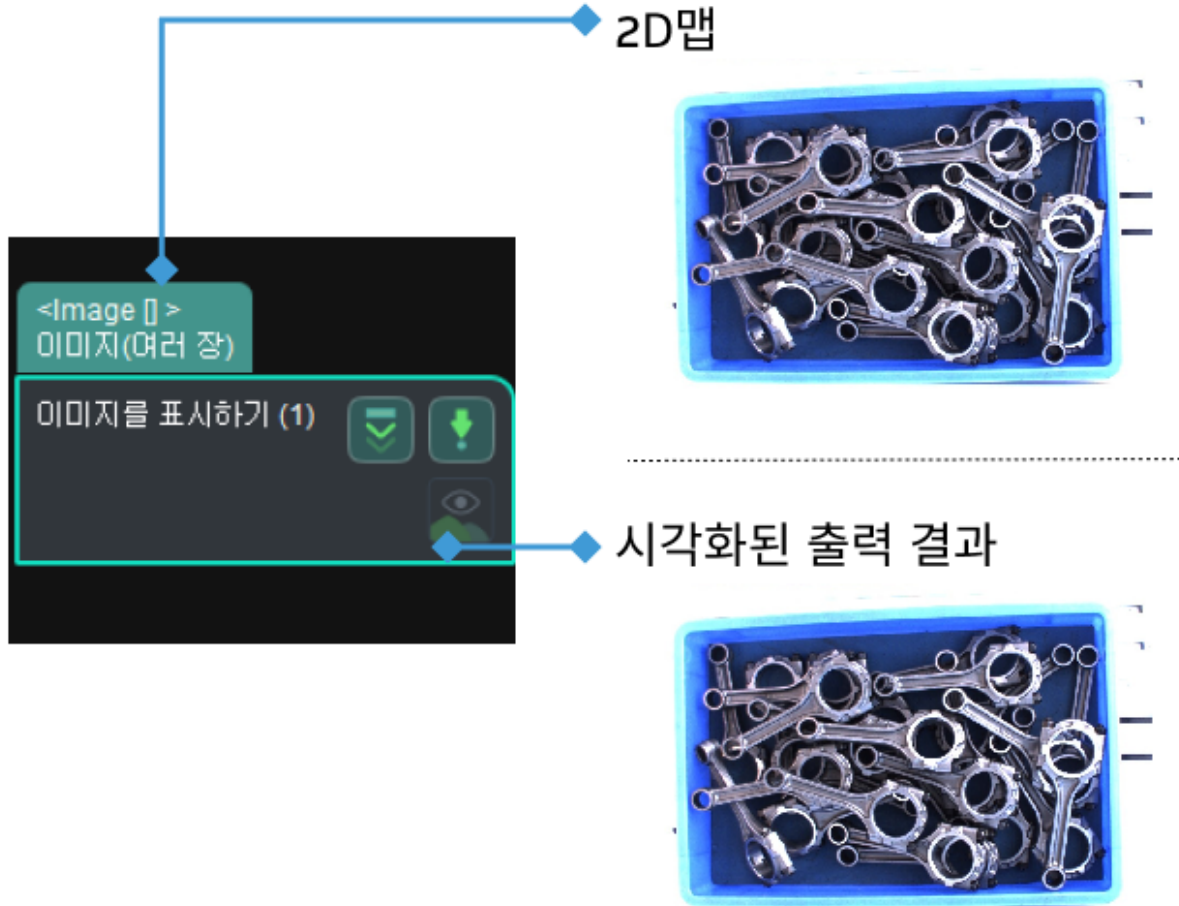 2D맵
<Image [] >
이미지(여러 장)
이미지를 표시하기 (1)
시각화된 출력 결과